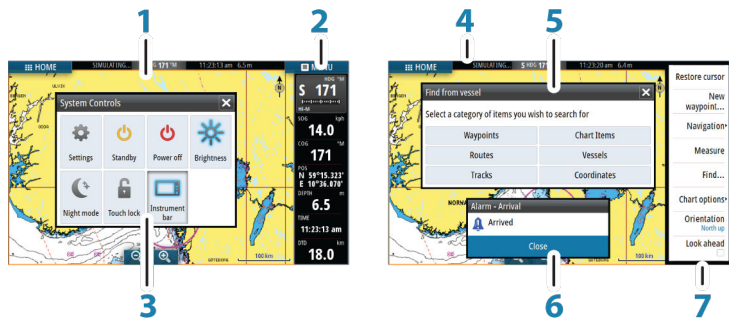 1
2
4
5
HOME
SIMULATING...
HDG 171 °M
11:23:13 am 6.5 m
MENU
System Controls
Settings
Standby
Power off
Brightness
Night mode
Touch lock
Instrument
bar
HDG °M
S 171
HI-M
SOG kph
14.0
COG °M
171
POS
N 59°15.323'
E 10°36.070'
DEPTH m
6.5
TIME
11:23:13 am
DTD km
18.0
100 km
3
HOME
SIMULATING...
S HDG 171 °M
11:23:20 am 6.4 m
Find from vessel
Select a category of items you wish to search for
Waypoints
Chart Items
Routes
Vessels
Tracks
Coordinates
Alarm - Arrival
Arrived
Close
100 km
Restore cursor
New
waypoint...
Navigation
Measure
Find...
Chart options
Orientation
North up
Look ahead
6
7